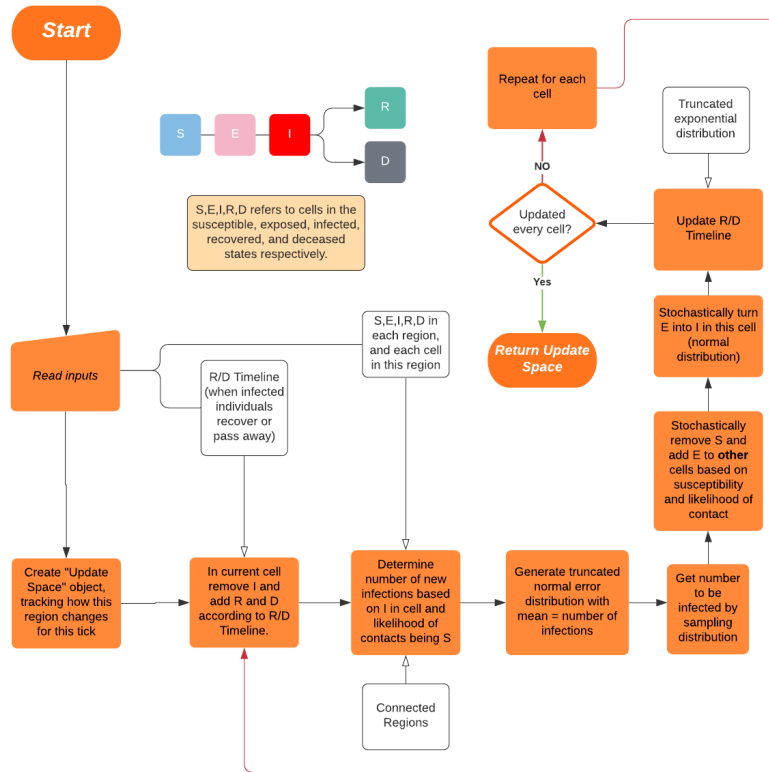 Start
Repeat for each
cell
Truncated
exponential
distribution
S
E
I
R
D
S,E,I,R,D refers to cells in the
susceptible, exposed, infected,
recovered, and deceased
states respectively.
NO
Updated
every cell?
Yes
Return Update
Space
Update R/D
Timeline
Stochastically turn
E into I in this cell
(normal
distribution)
Stochastically
remove S and
add E to other
cells based on
susceptibility
and likelihood of
contact
Read inputs
R/D Timeline
(when infected
individuals
recover or
pass away)
S,E,I,R,D in
each region,
and each cell
in this region
Create "Update
Space" object,
tracking how this
region changes
for this tick
In current cell
remove I and
add R and D
according to R/D
Timeline.
Determine
number of new
infections based
on I in cell and
likelihood of
contacts being S
Generate truncated
normal error
distribution with
mean = number of
infections
Get number
to be
infected by
sampling
distribution
Connected
Regions